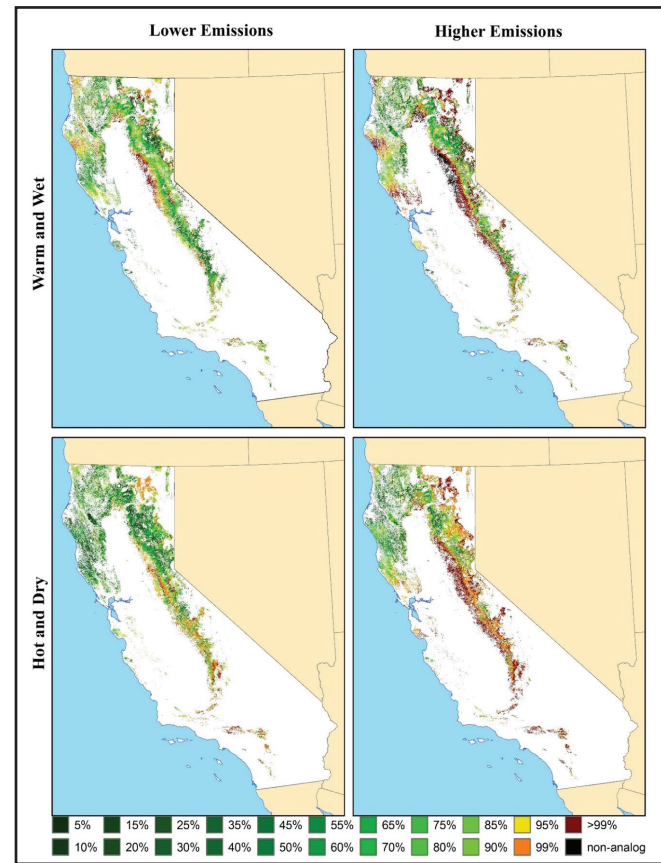 Lower Emissions
Higher Emissions
Warm and Wet
Hot and Dry
5% 15% 25% 35% 45% 55% 65% 75% 85% 95% >99%
10% 20% 30% 40% 50% 60% 70% 80% 90% 99% non-analog